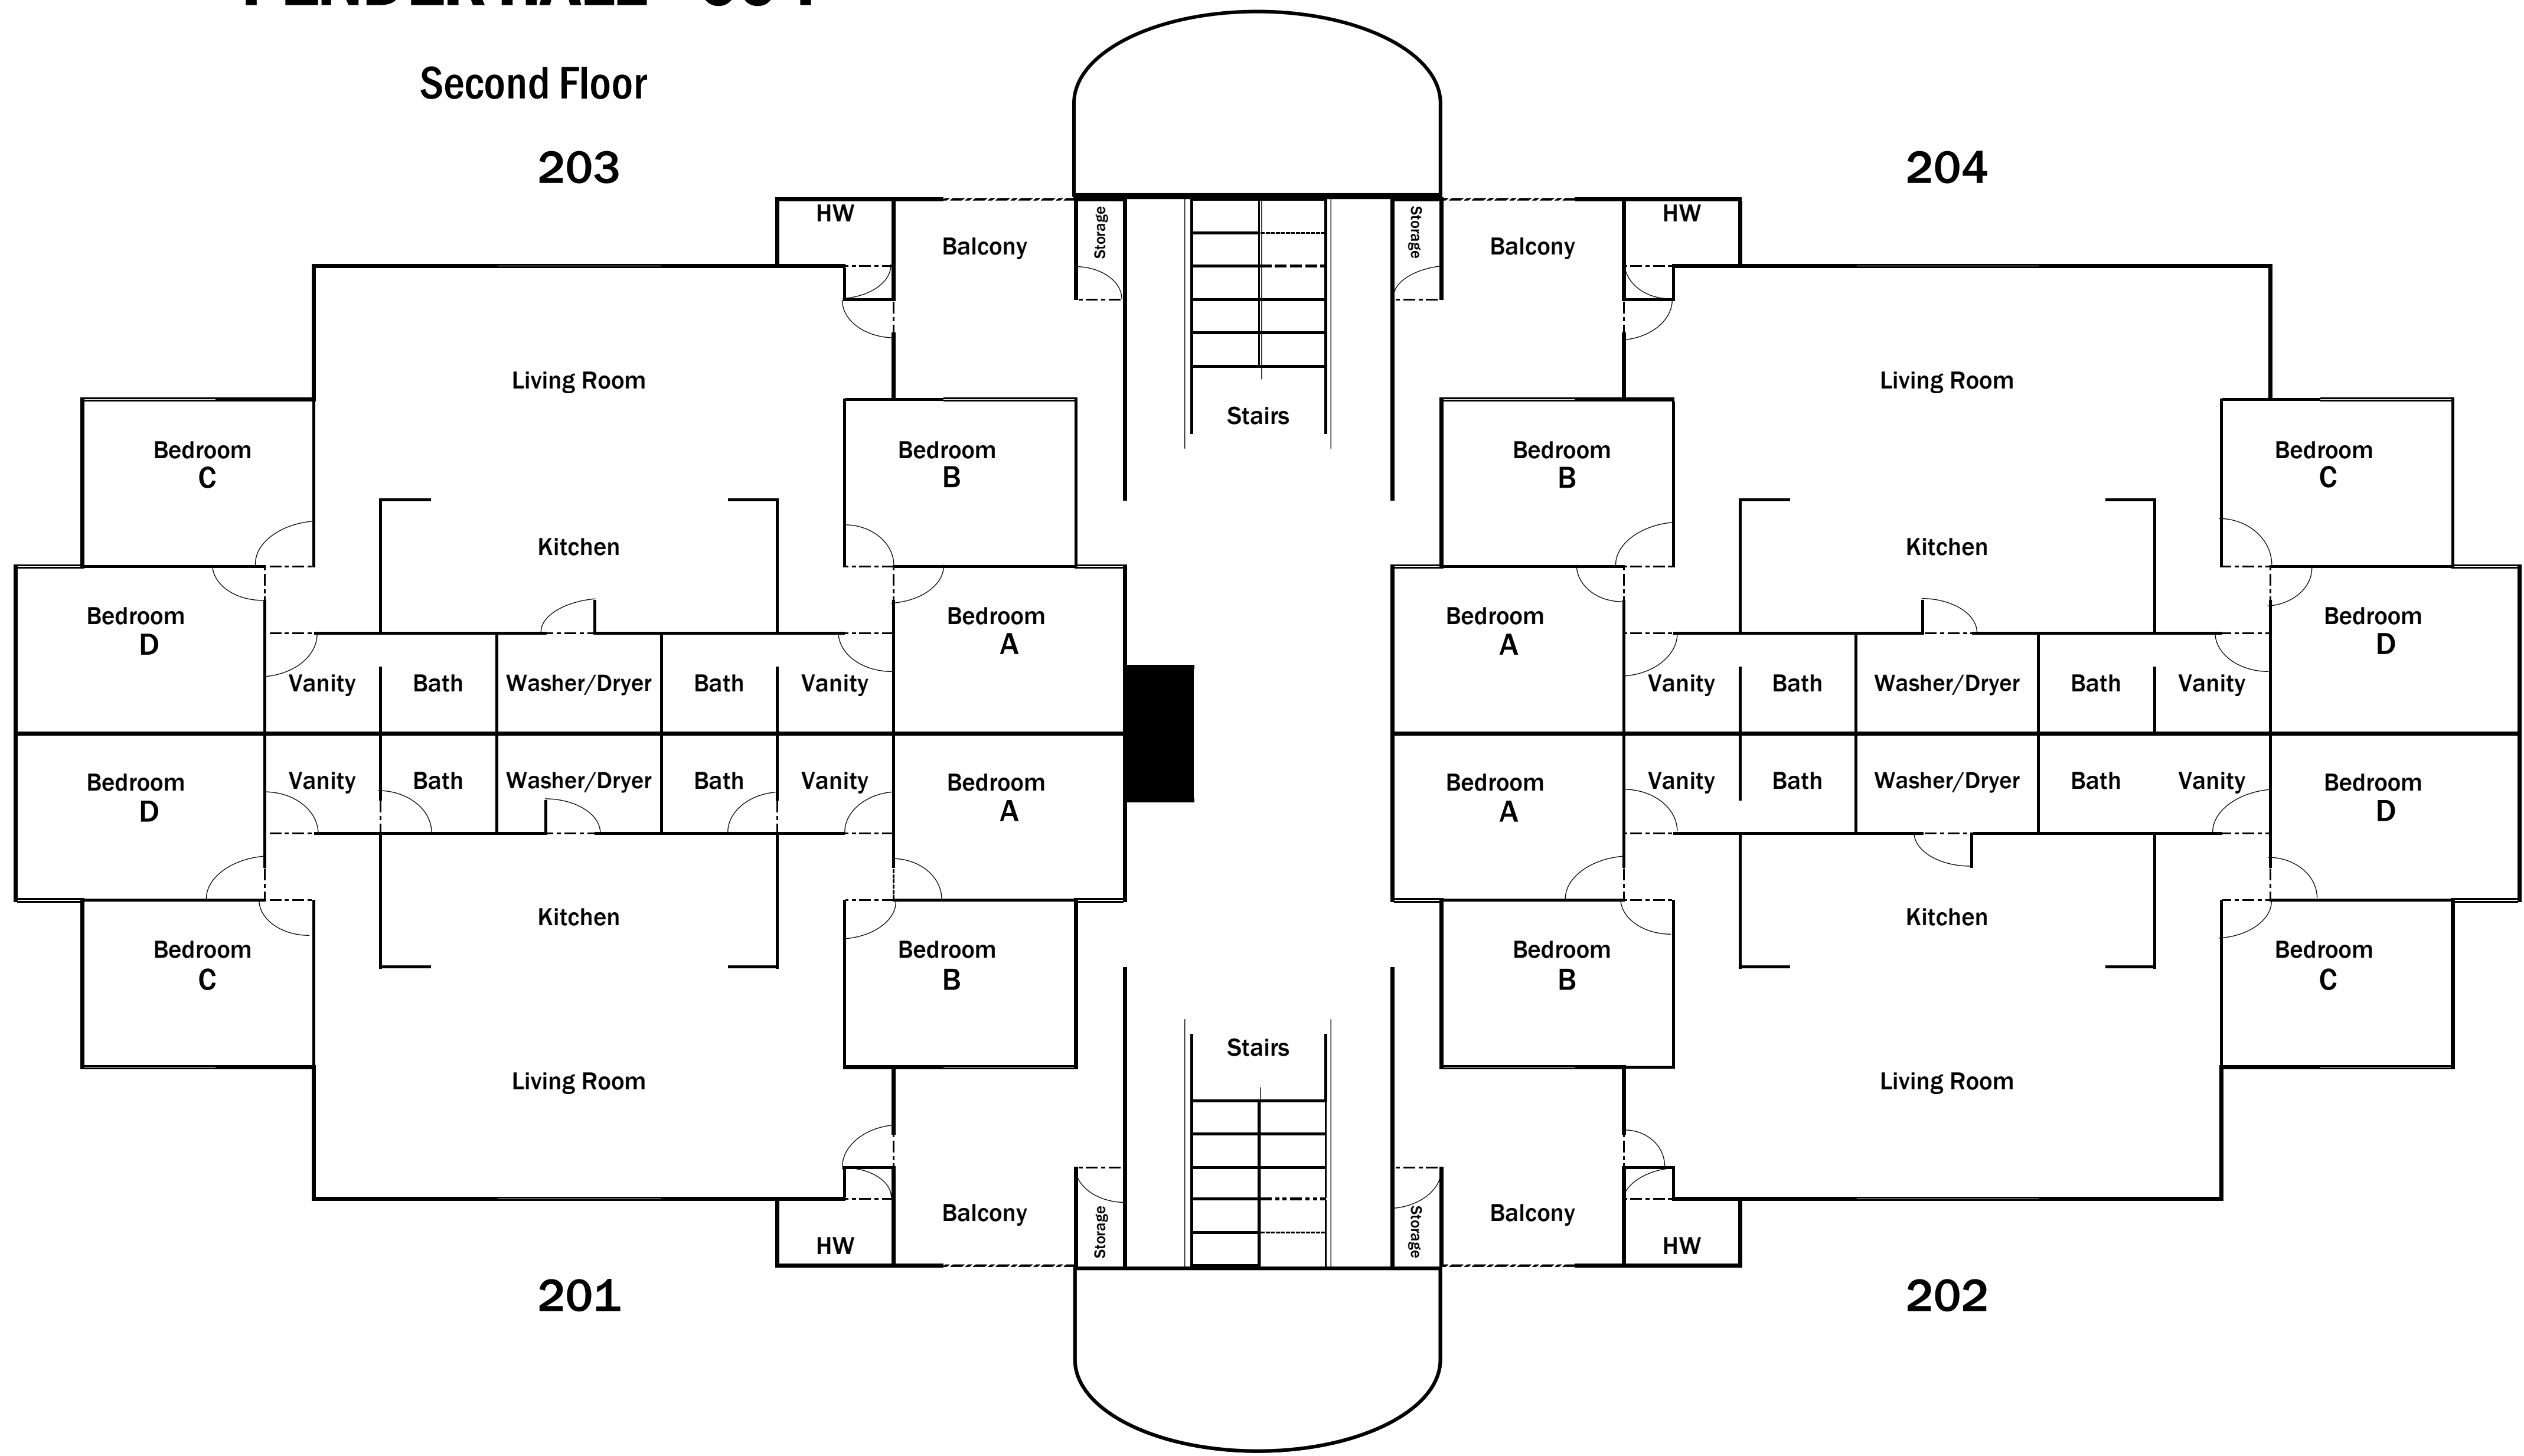 Second Floor
203
204
HW
Balcony
Storage
Storage
Balcony
HW
Living Room
Stairs
Living Room
Bedroom
C
Bedroom
B
Bedroom
B
Bedroom
C
Kitchen
Kitchen
Bedroom
D
Bedroom
A
Bedroom
A
Bedroom
D
Vanity
Bath
Washer/Dryer
Bath
Vanity
Vanity
Bath
Washer/Dryer
Bath
Vanity
Bedroom
D
Vanity
Bath
Washer/Dryer
Bath
Vanity
Bedroom
A
Bedroom
A
Vanity
Bath
Washer/Dryer
Bath
Vanity
Bedroom
D
Kitchen
Kitchen
Bedroom
C
Bedroom
B
Bedroom
B
Bedroom
C
Stairs
Living Room
Living Room
Balcony
Storage
Storage
Balcony
HW
HW
201
202